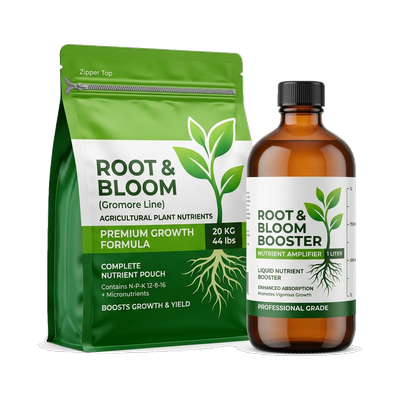 Zipper Top
ROOT &
BLOOM
(Gromore Line)
AGRICULTURAL PLANT NUTRIENTS
PREMIUM GROWTH
FORMULA
20 KG
44 lbs
COMPLETE
NUTRIENT POUCH
Contains N-P-K 12-8-16
+ Micronutrients
BOOSTS GROWTH & YIELD
ROOT &
BLOOM
BOOSTER
NUTRIENT AMPLIFIER
1 LITER
LIQUID NUTRIENT
BOOSTER
ENHANCED ABSORPTION
Promotes Vigorous Growth
PROFESSIONAL GRADE